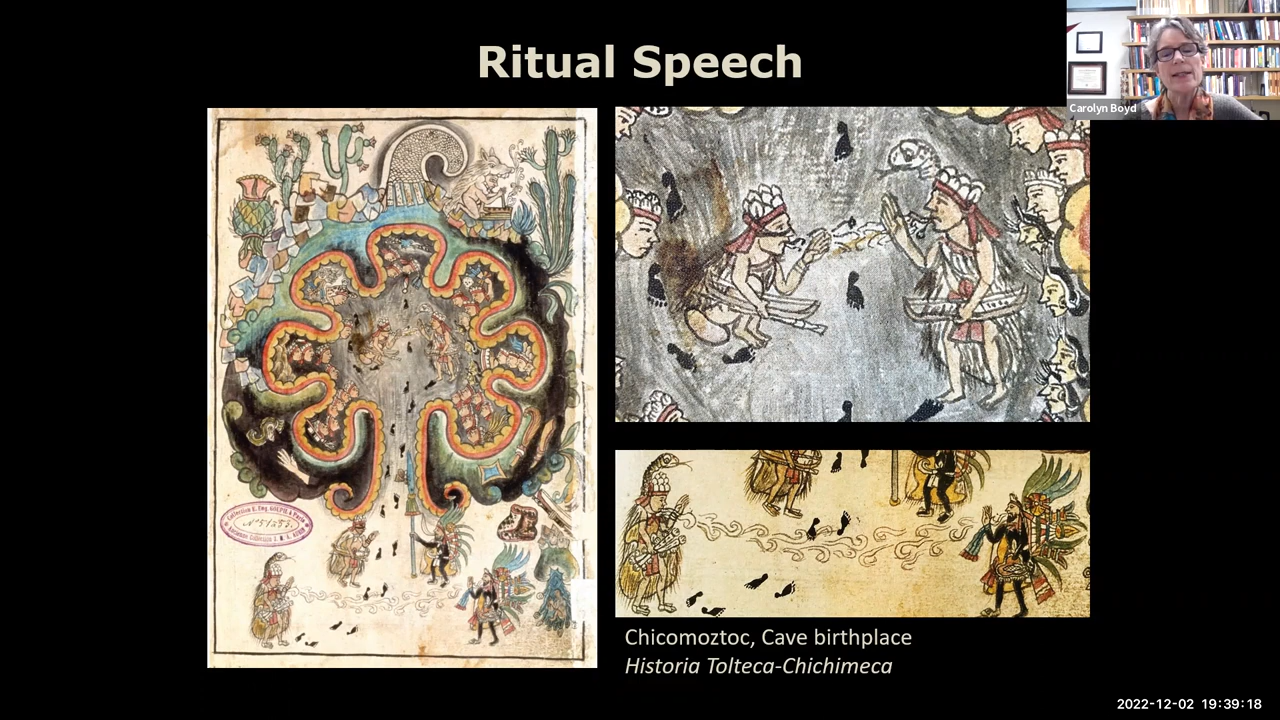 Ritual Speech
Carolyn Boyd
Chicomoztoc, Cave birthplace
Historia Tolteca-Chichimeca
2022-12-02 19:39:18